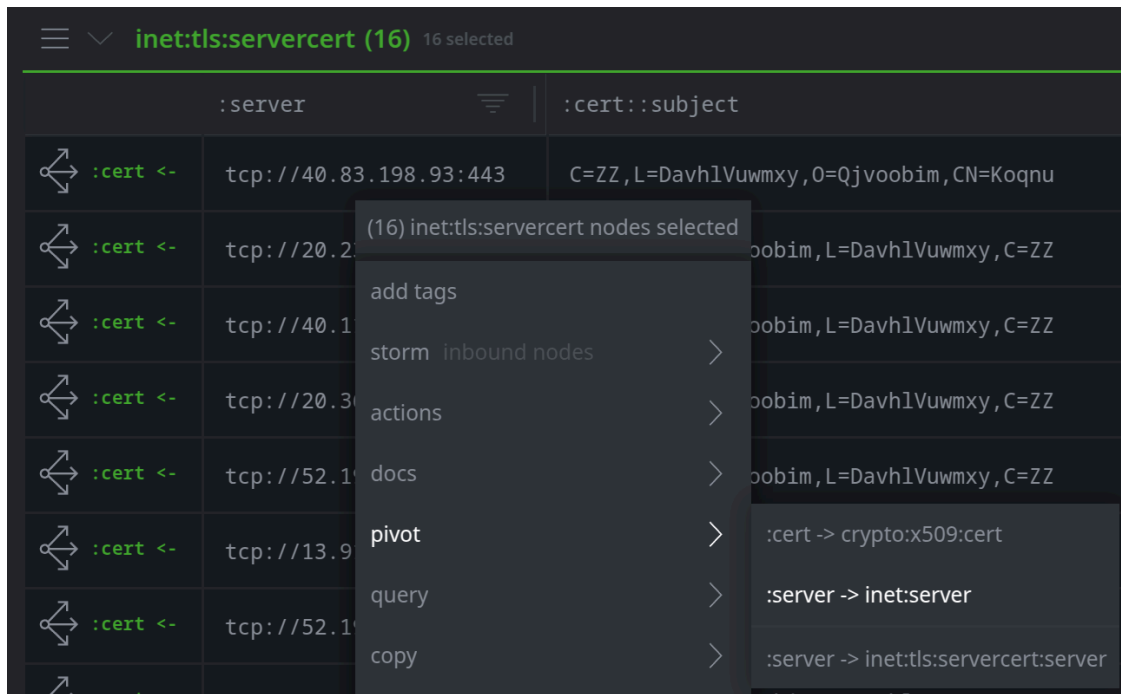 inet:tls:servercert (16) 16 selected
:server :cert::subject
:cert <- tcp://40.83.198.93:443 C=ZZ,L=DavhlVuwmxy,O=Qjvoobim,CN=Koqnu
(16) inet:tls:servercert nodes selected
:cert <- tcp://20.2 oobim,L=DavhlVuwmxy,C=ZZ
add tags
:cert <- tcp://40.1 oobim,L=DavhlVuwmxy,C=ZZ
storm inbound nodes
:cert <- tcp://20.3 oobim,L=DavhlVuwmxy,C=ZZ
actions
:cert <- tcp://52.1 oobim,L=DavhlVuwmxy,C=ZZ
docs
pivot
:cert -> crypto:x509:cert
:cert <- tcp://13.9
query
:server -> inet:server
:cert <- tcp://52.1
copy
:server -> inet:tls:servercert:server